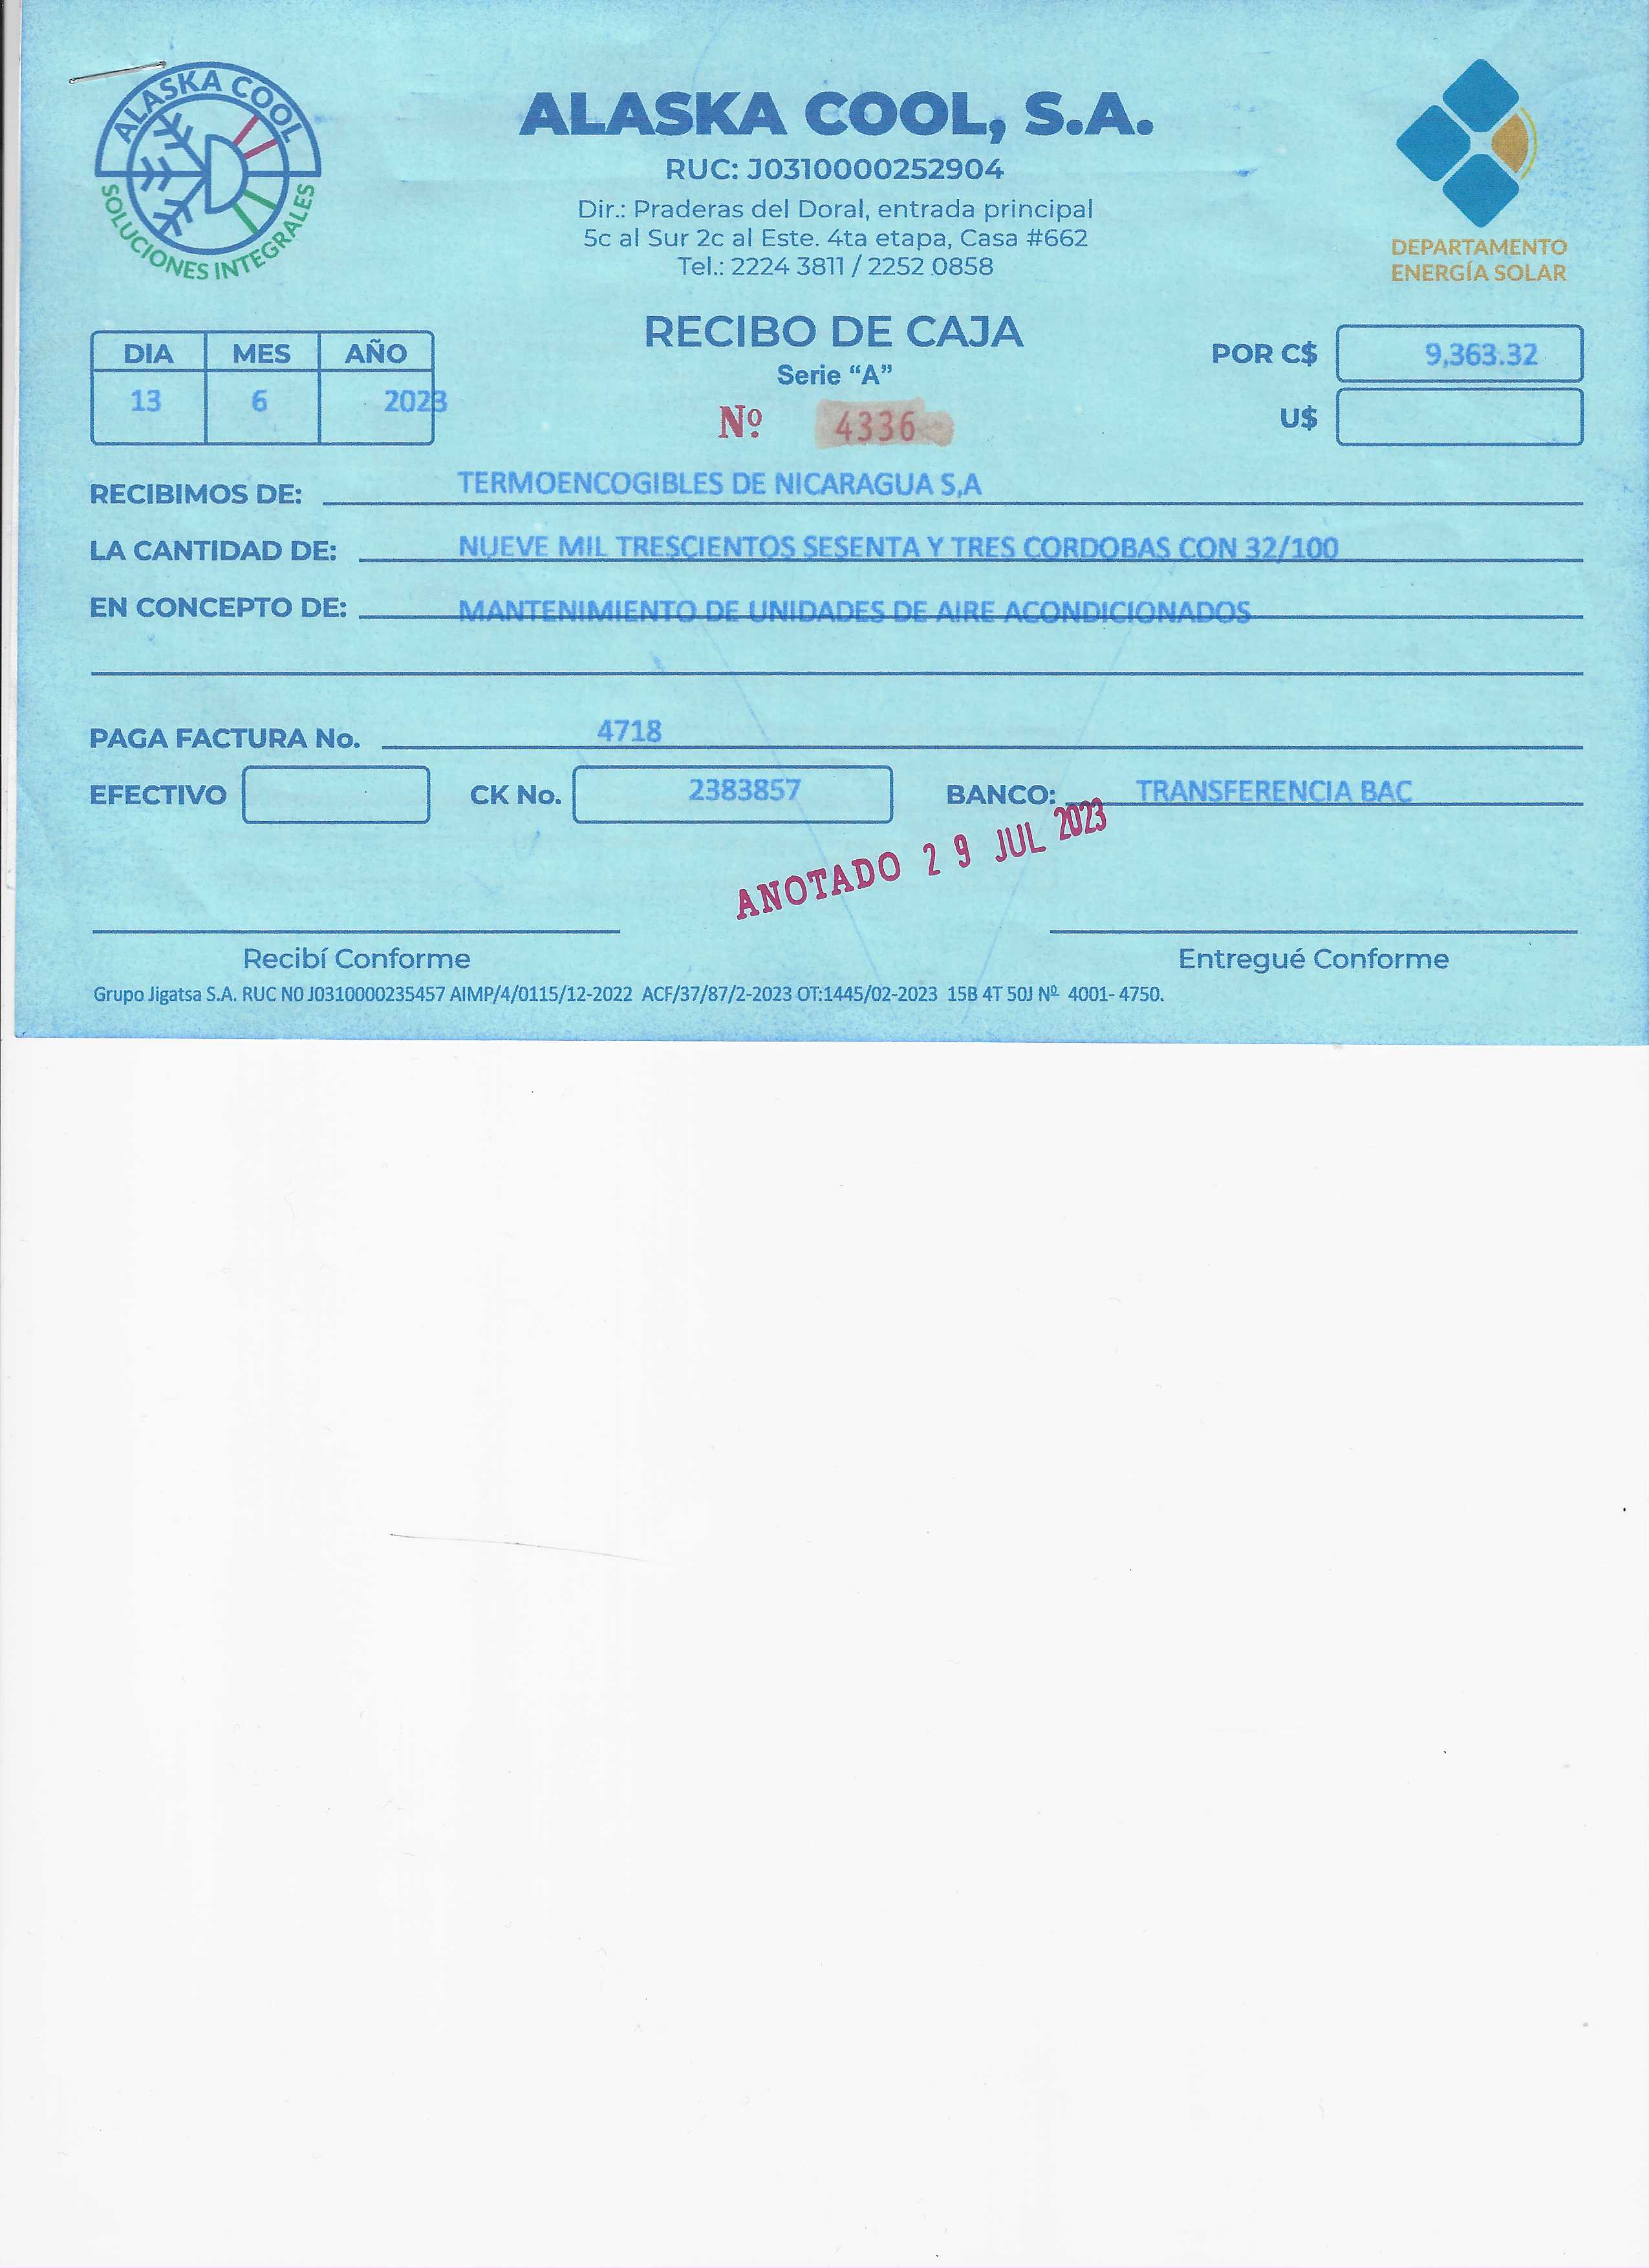 ALASKA COOL
SOLUCIONES INTEGRALES
ALASKA COOL, S.A.
RUC: J0310000252904
Dir.: Praderas del Doral, entrada principal
5c al Sur 2c al Este. 4ta etapa, Casa #662
Tel.: 2224 3811 / 2252 0858
DEPARTAMENTO
ENERGÍA SOLAR
RECIBO DE CAJA
Serie “A”
Nº 4336
DIA MES AÑO
13 6 2023
POR C$ 9,363.32
U$
RECIBIMOS DE: TERMOENCOGIBLES DE NICARAGUA S,A
LA CANTIDAD DE: NUEVE MIL TRESCIENTOS SESENTA Y TRES CORDOBAS CON 32/100
EN CONCEPTO DE: MANTENIMIENTO DE UNIDADES DE AIRE ACONDICIONADOS
PAGA FACTURA No. 4718
EFECTIVO CK No. 2383857 BANCO: TRANSFERENCIA BAC
ANOTADO 29 JUL 2023
Recibí Conforme Entregué Conforme
Grupo Jigatsa S.A. RUC N0 J0310000235457 AIMP/4/0115/12-2022 ACF/37/87/2-2023 OT:1445/02-2023 15B 4T 50J Nº 4001- 4750.